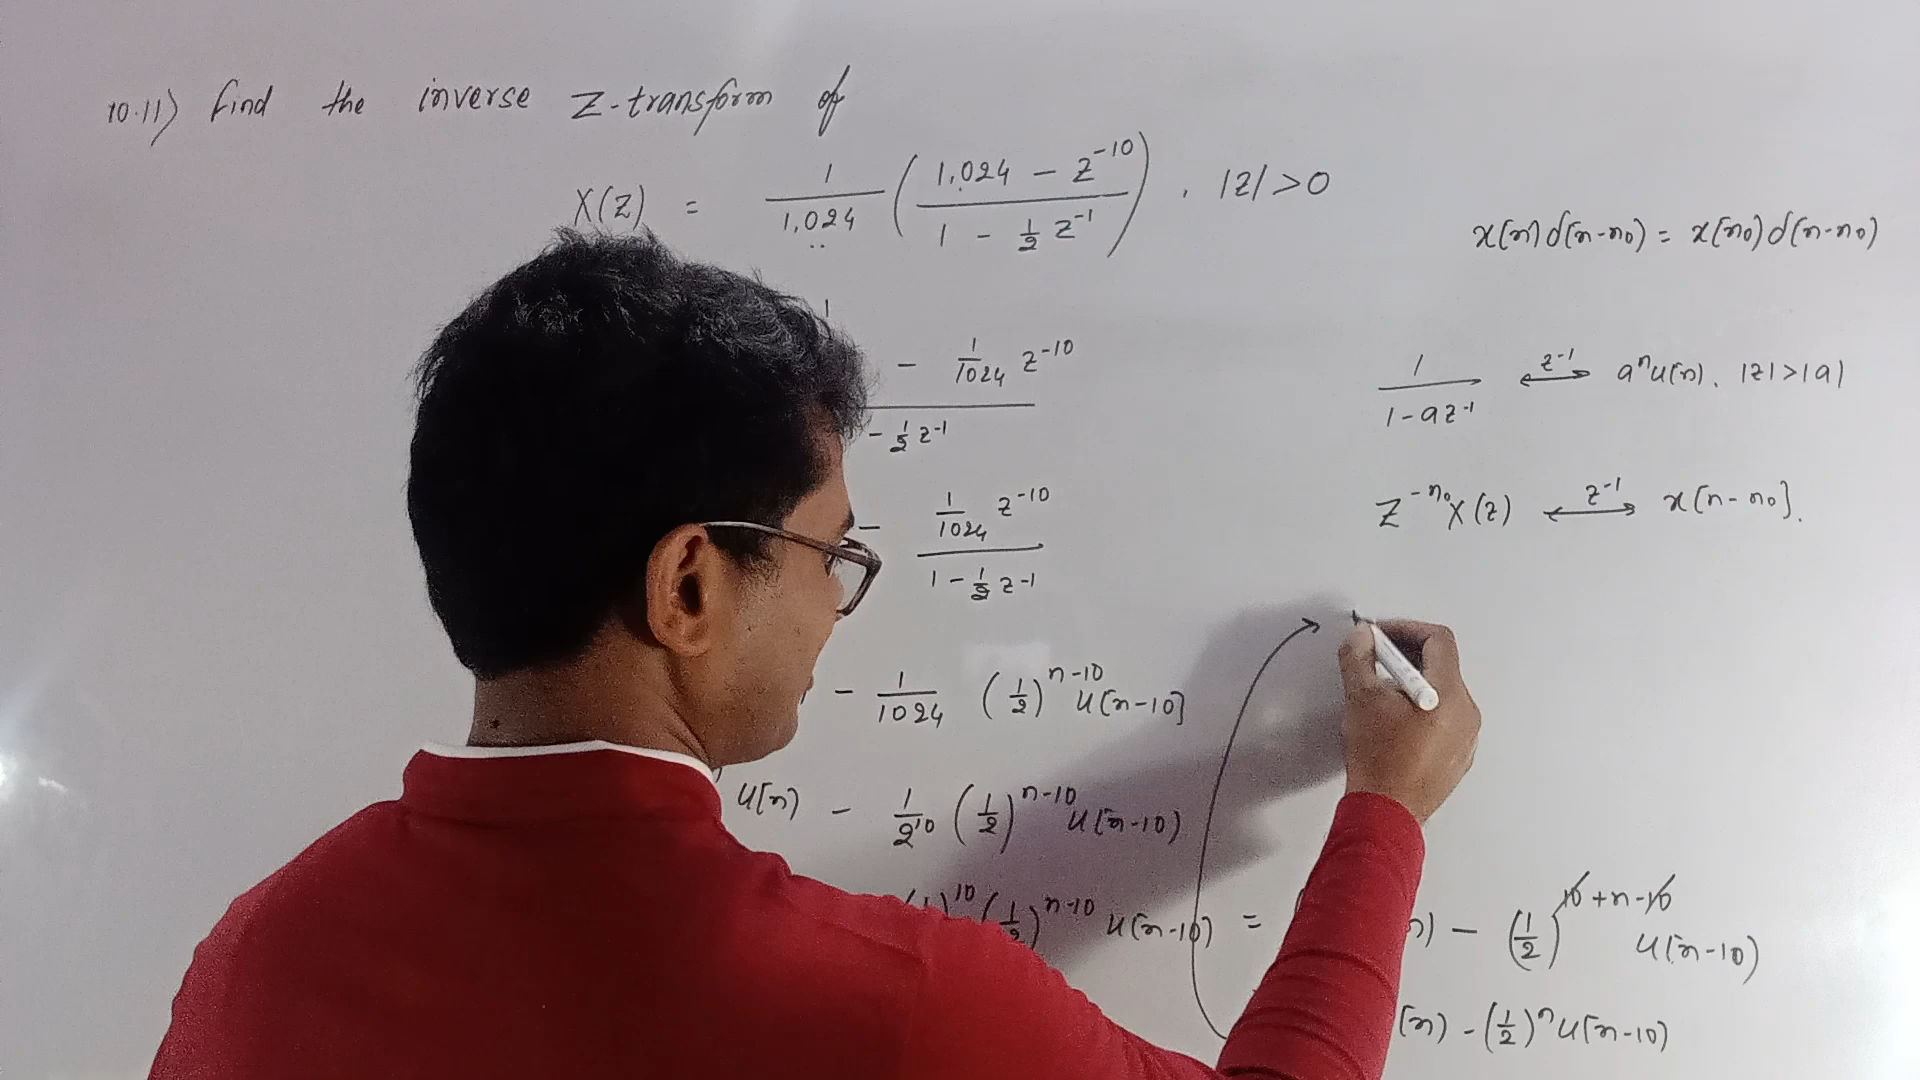 10.11) find the inverse Z-transform of
X(Z) = 1/1,024 ( (1,024 - z^-10) / (1 - 1/2 z^-1) ) , |z|>0
x[n] δ[n-n0] = x[n0] δ[n-n0]
- 1/1024 z^-10
- 1/2 z^-1
1/(1-az^-1) ⟷(z^-1) a^n u[n], |z|>|a|
- (1/1024 z^-10) / (1 - 1/2 z^-1)
z^-n0 X(z) ⟷(z^-1) x[n-n0].
- 1/1024 (1/2)^n-10 u[n-10]
u[n] - 1/2^10 (1/2)^n-10 u[n-10]
(1/2)^10 (1/2)^n-10 u[n-10] = n] - (1/2)^10+n-10 u[n-10]
[n] - (1/2)^n u[n-10]